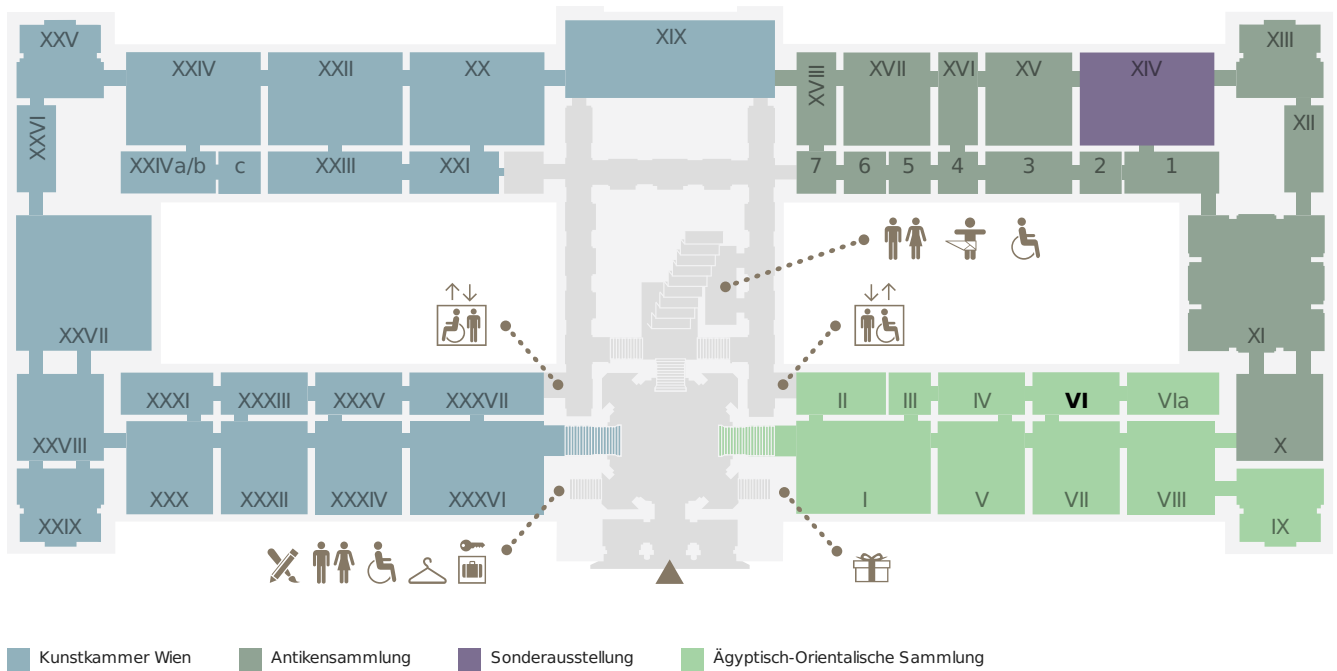 XXV
XXIV
XXII
XX
XIX
XVIII
XVII
XVI
XV
XIV
XIII
XXVI
XII
XXIVa/b
c
XXIII
XXI
7
6
5
4
3
2
1
XXVII
XI
XXXI
XXXIII
XXXV
XXXVII
II
III
IV
VI
VIa
XXVIII
X
XXX
XXXII
XXXIV
XXXVI
I
V
VII
VIII
XXIX
IX
Kunstkammer Wien
Antikensammlung
Sonderausstellung
Ägyptisch-Orientalische Sammlung